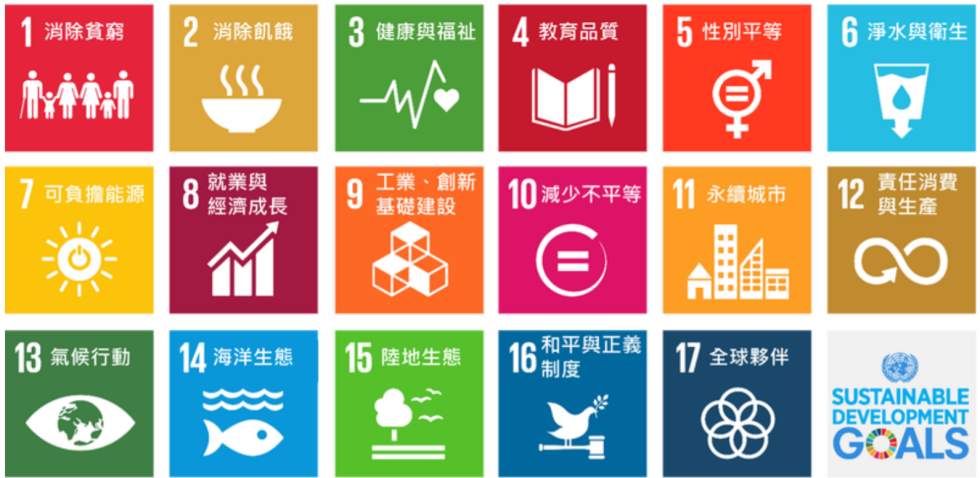 1 消除貧窮
2 消除飢餓
3 健康與福祉
4 教育品質
5 性別平等
6 淨水與衛生
7 可負擔能源
8 就業與
經濟成長
9 工業、創新
基礎建設
10 減少不平等
11 永續城市
12 責任消費
與生產
13 氣候行動
14 海洋生態
15 陸地生態
16 和平與正義
制度
17 全球夥伴
SUSTAINABLE
DEVELOPMENT
GOALS